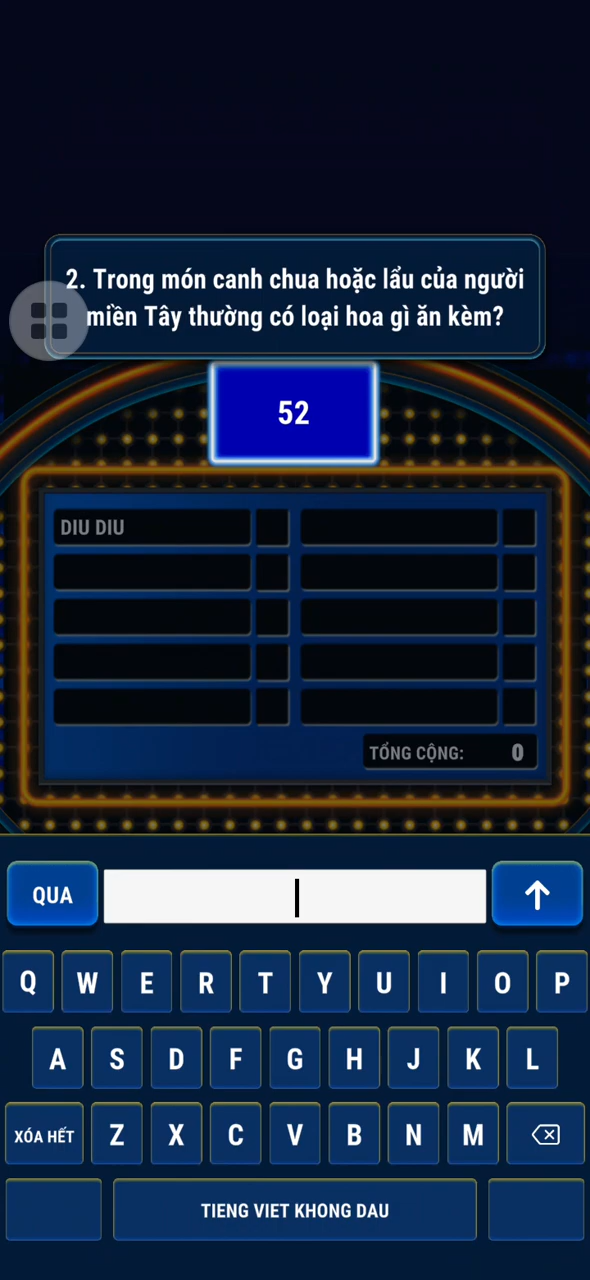 2. Trong món canh chua hoặc lẩu của người
miền Tây thường có loại hoa gì ăn kèm?
52
DIU DIU
TỔNG CỘNG: 0
QUA
Q W E R T Y U I O P
A S D F G H J K L
XÓA HẾT Z X C V B N M
TIENG VIET KHONG DAU